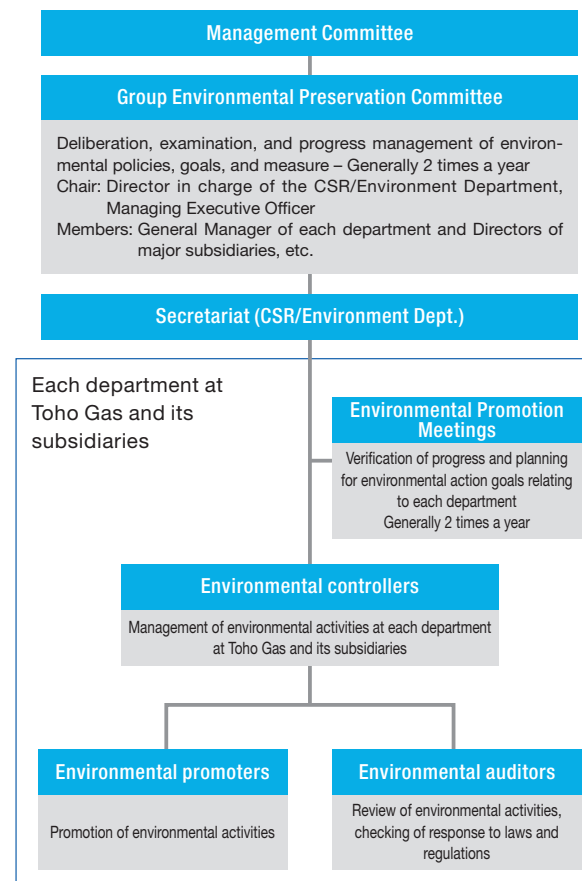 Management Committee
Group Environmental Preservation Committee
Deliberation, examination, and progress management of environ-
mental policies, goals, and measure – Generally 2 times a year
Chair: Director in charge of the CSR/Environment Department,
Managing Executive Officer
Members: General Manager of each department and Directors of
major subsidiaries, etc.
Secretariat (CSR/Environment Dept.)
Each department at
Toho Gas and its
subsidiaries
Environmental Promotion
Meetings
Verification of progress and planning
for environmental action goals relating
to each department
Generally 2 times a year
Environmental controllers
Management of environmental activities at each department
at Toho Gas and its subsidiaries
Environmental promoters
Promotion of environmental activities
Environmental auditors
Review of environmental activities,
checking of response to laws and
regulations